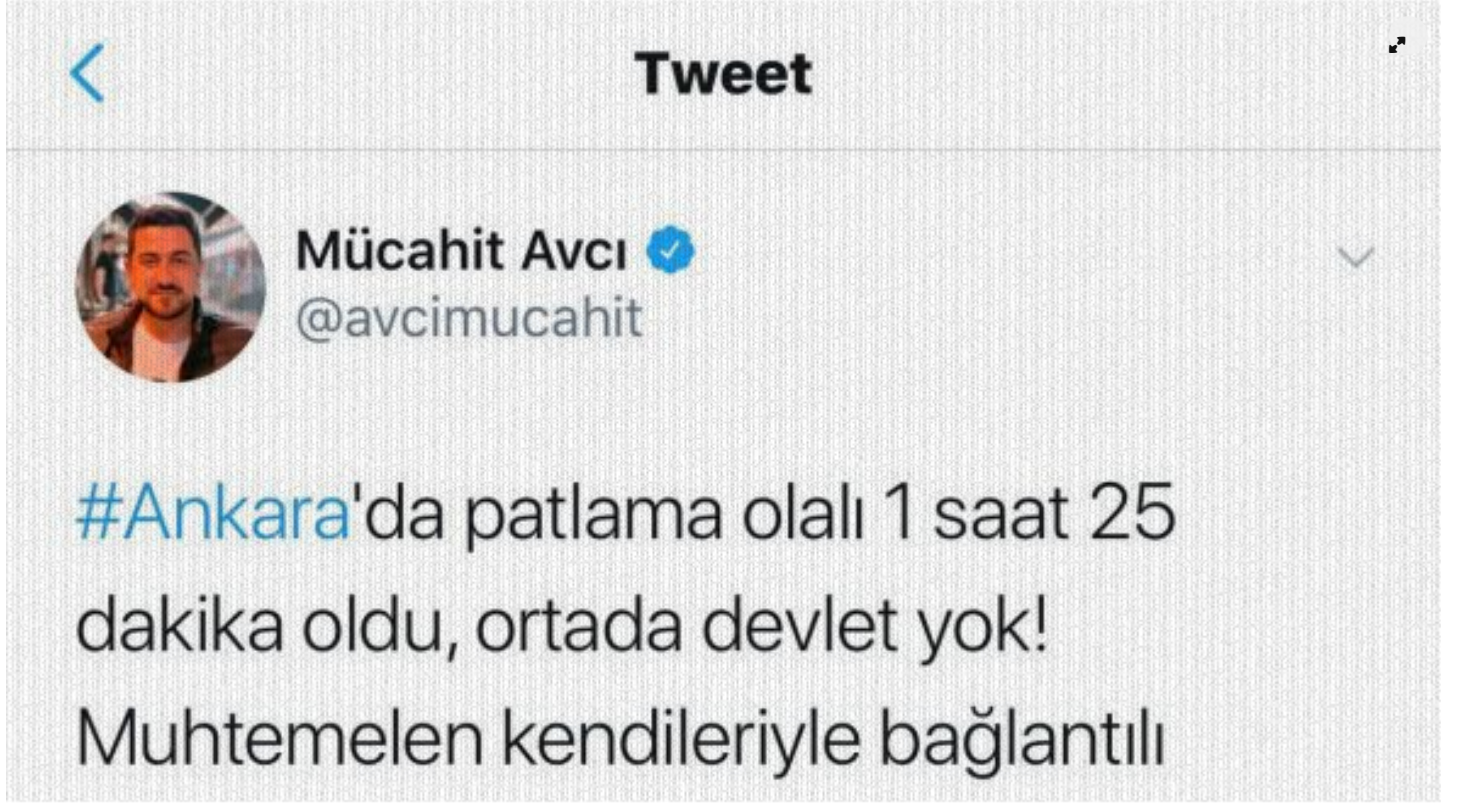 Tweet
Mücahit Avcı
@avcimucahit
#Ankara'da patlama olalı 1 saat 25
dakika oldu, ortada devlet yok!
Muhtemelen kendileriyle bağlantılı